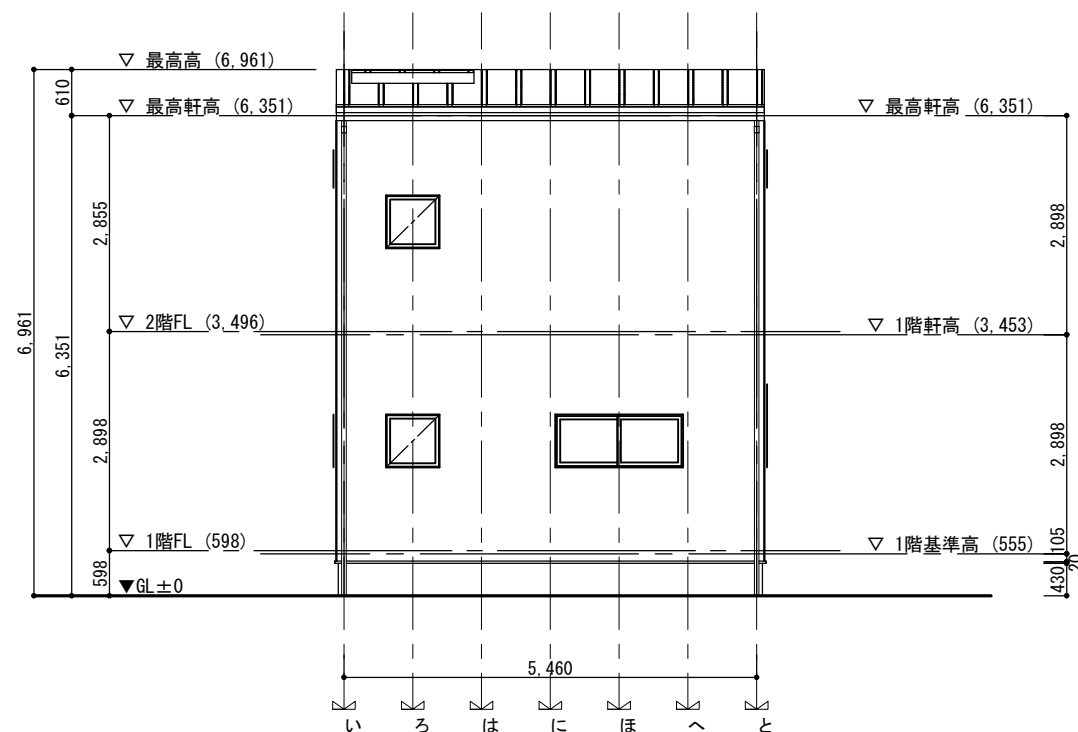 ▽ 最高高 (6,961)
610
▽ 最高軒高 (6,351)
▽ 最高軒高 (6,351)
2,855
2,898
6,961
6,351
▽ 2階FL (3,496)
▽ 1階軒高 (3,453)
2,898
2,898
▽ 1階FL (598)
▽ 1階基準高 (555)
105
20
598
430
▼GL±0
5,460
い ろ は に ほ へ と